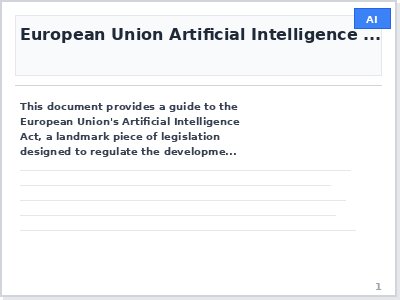 AI
European Union Artificial Intelligence ...
This document provides a guide to the
European Union's Artificial Intelligence
Act, a landmark piece of legislation
designed to regulate the developme...
1